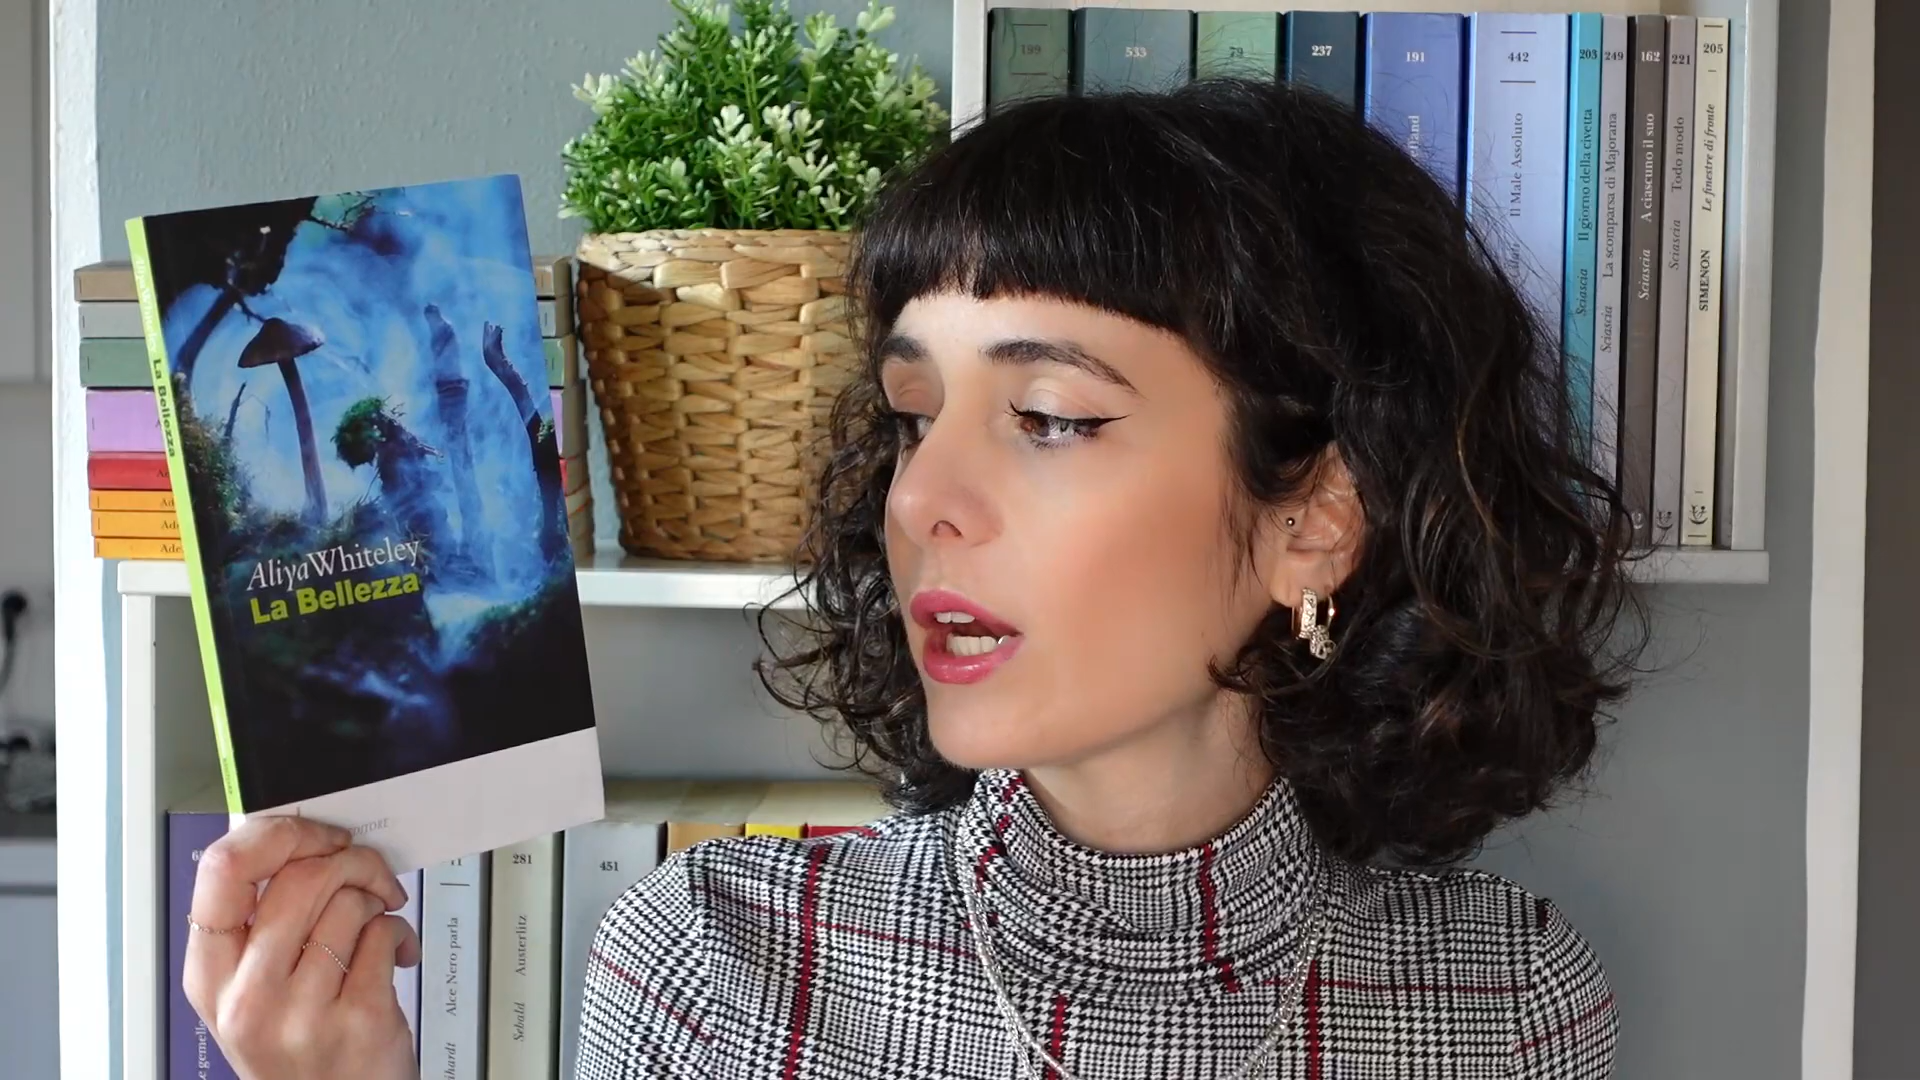 199
533
79
237
191
442
203
249
162
221
205
Il Male Assoluto
Sciascia Il giorno della civetta
Sciascia La scomparsa di Majorana
Sciascia A ciascuno il suo
Sciascia Todo modo
SIMENON Le finestre di fronte
La Bellezza
Aliya Whiteley
La Bellezza
281
451
Alce Nero parla
Sebald Austerlitz